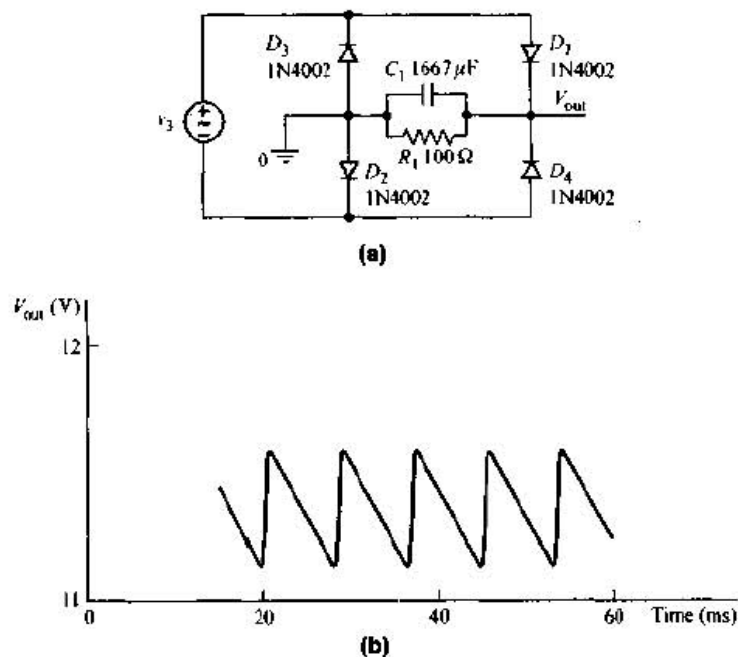 D3
1N4002
C1 1667 μF
D1
1N4002
Vout
v3
0
R1 100 Ω
D2
1N4002
D4
1N4002
(a)
Vout (V)
12
11
0
20
40
60
Time (ms)
(b)